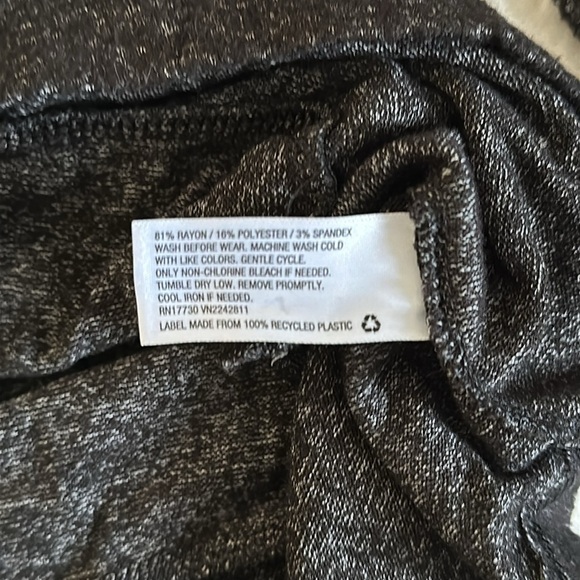 81% RAYON / 16% POLYESTER / 3% SPANDEX
WASH BEFORE WEAR. MACHINE WASH COLD
WITH LIKE COLORS. GENTLE CYCLE.
ONLY NON-CHLORINE BLEACH IF NEEDED.
TUMBLE DRY LOW. REMOVE PROMPTLY.
COOL IRON IF NEEDED.
RN17730 VN2242811
LABEL MADE FROM 100% RECYCLED PLASTIC